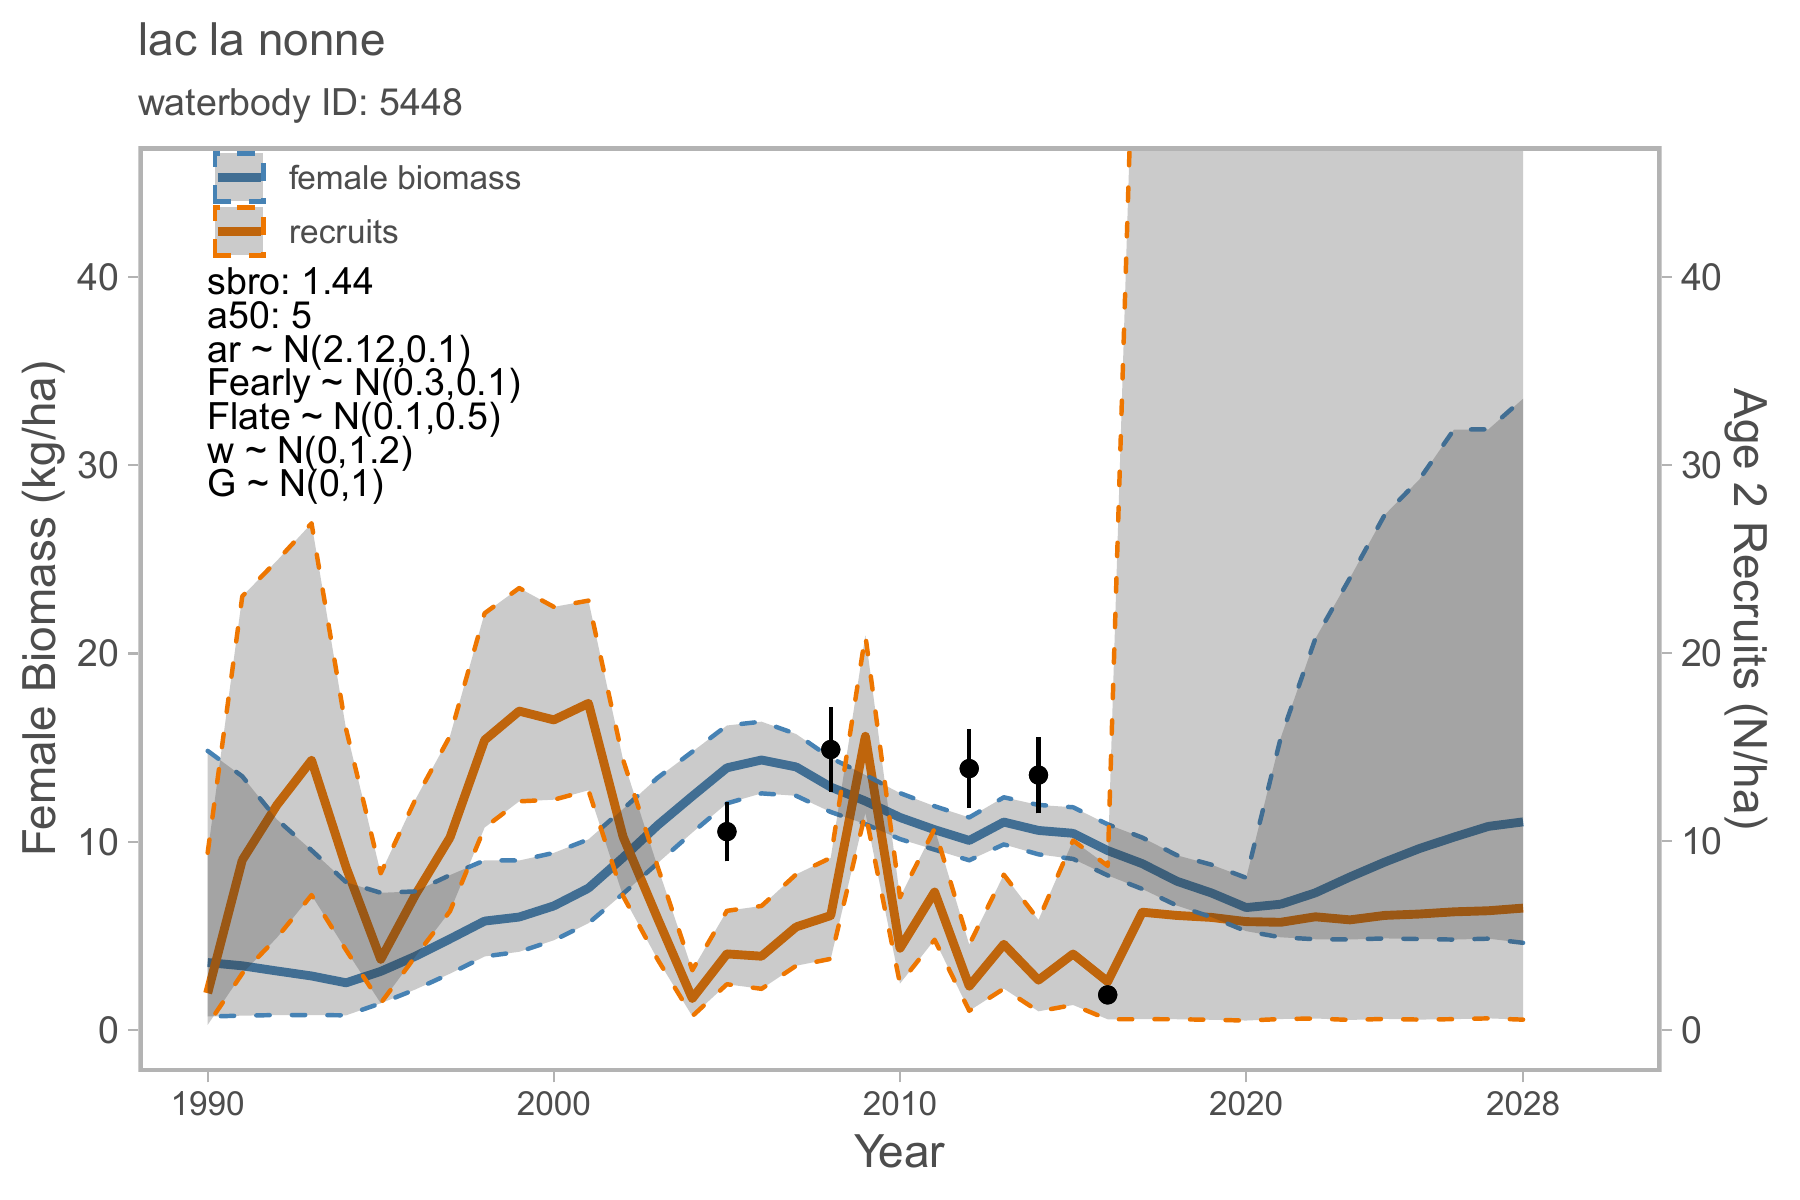 lac la nonne
waterbody ID: 5448
female biomass
recruits
sbro: 1.44
a50: 5
ar ~ N(2.12,0.1)
Fearly ~ N(0.3,0.1)
Flate ~ N(0.1,0.5)
w ~ N(0,1.2)
G ~ N(0,1)
Female Biomass (kg/ha)
40
30
20
10
0
40
30
20
10
0
Age 2 Recruits (N/ha)
1990
2000
2010
2020
2028
Year